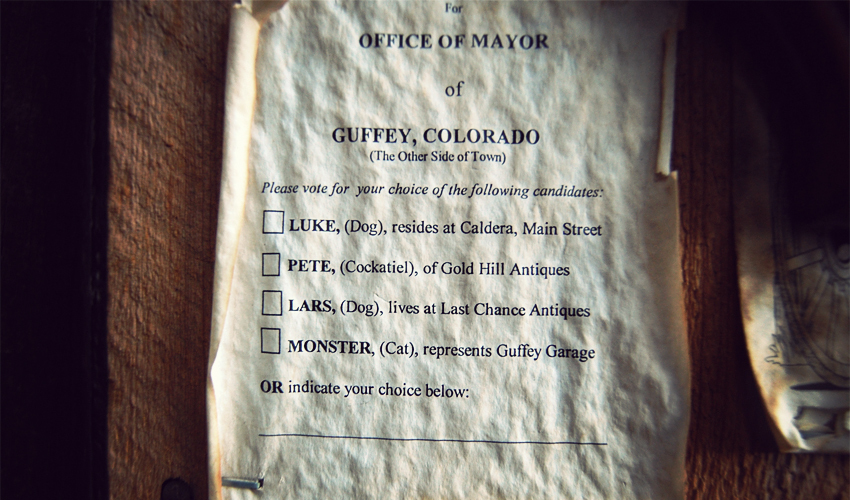 For
OFFICE OF MAYOR
of
GUFFEY, COLORADO
(The Other Side of Town)
Please vote for your choice of the following candidates:
LUKE, (Dog), resides at Caldera, Main Street
PETE, (Cockatiel), of Gold Hill Antiques
LARS, (Dog), lives at Last Chance Antiques
MONSTER, (Cat), represents Guffey Garage
OR indicate your choice below: